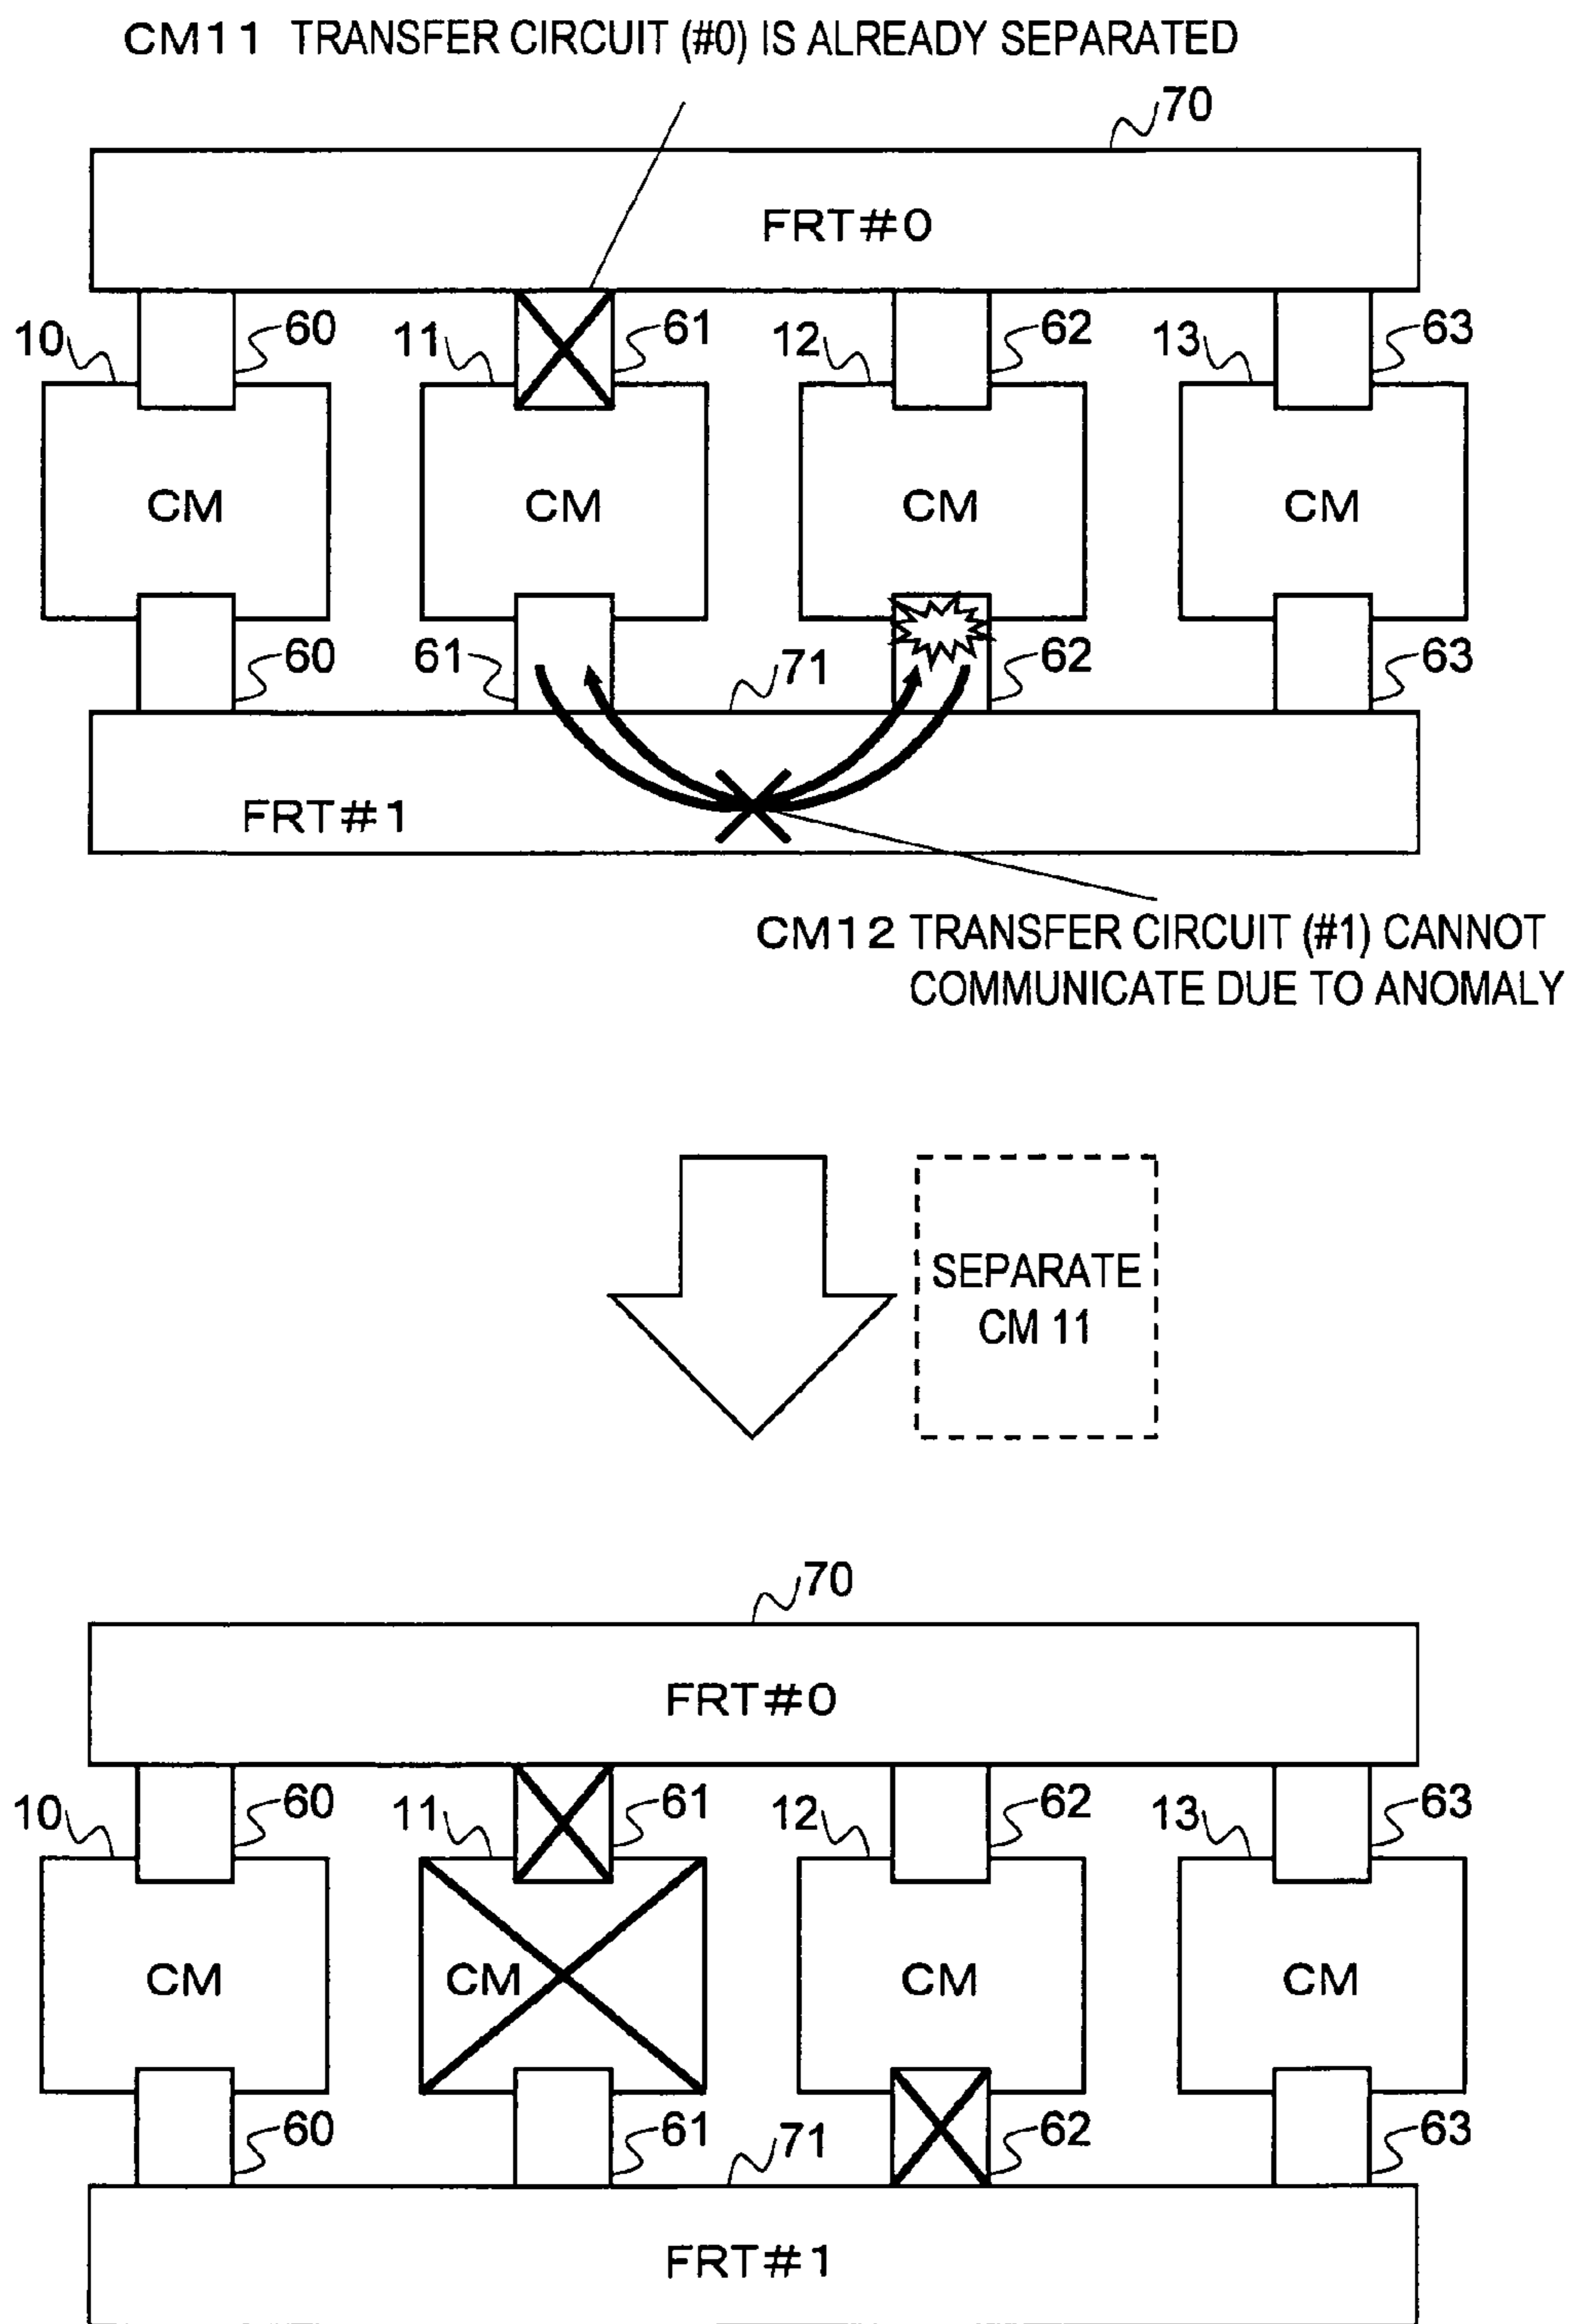 CM11 TRANSFER CIRCUIT (#0) IS ALREADY SEPARATED
70
FRT#0
10 60 11 61 12 62 13 63
CM CM CM CM
60 61 71 62 63
FRT#1
CM12 TRANSFER CIRCUIT (#1) CANNOT
COMMUNICATE DUE TO ANOMALY
SEPARATE
CM 11
70
FRT#0
10 60 11 61 12 62 13 63
CM CM CM CM
60 61 71 62 63
FRT#1